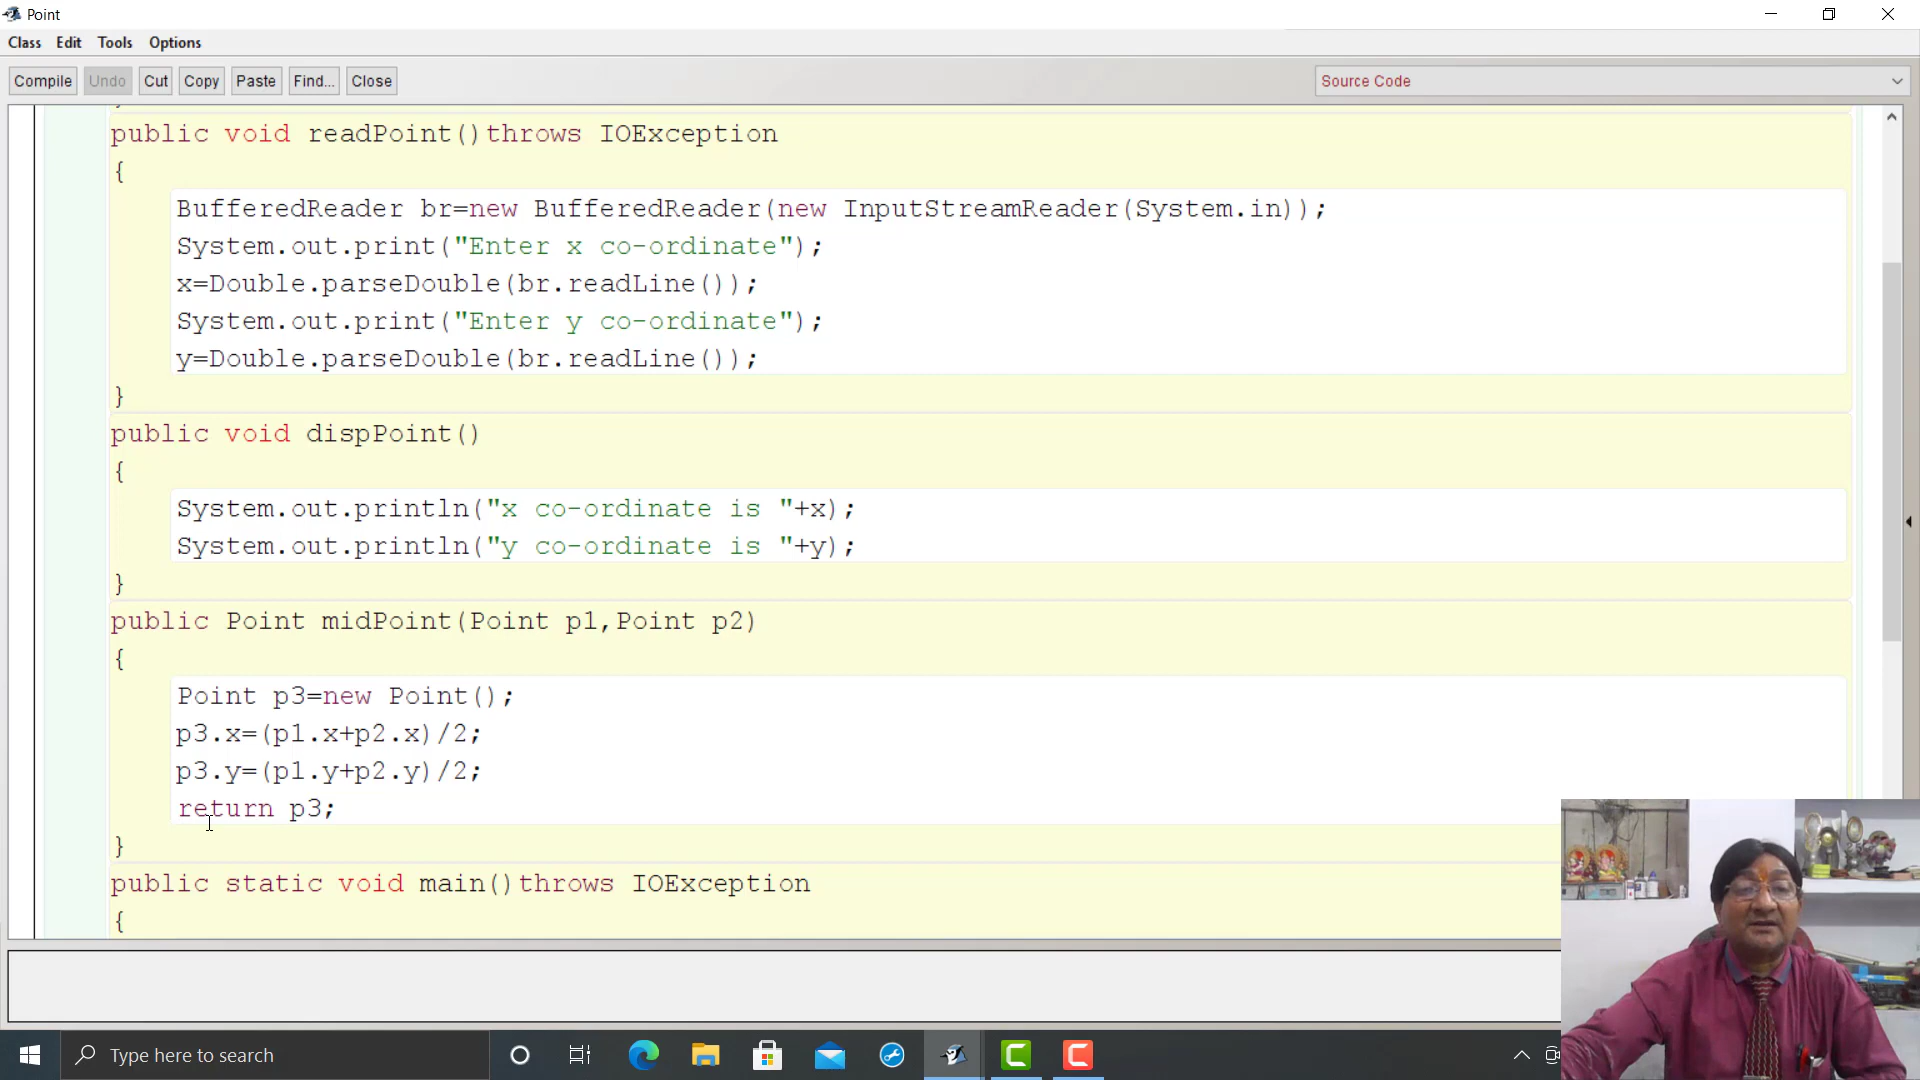 Point
Class Edit Tools Options
Compile Undo Cut Copy Paste Find... Close Source Code
public void readPoint()throws IOException
{
BufferedReader br=new BufferedReader(new InputStreamReader(System.in));
System.out.print("Enter x co-ordinate");
x=Double.parseDouble(br.readLine());
System.out.print("Enter y co-ordinate");
y=Double.parseDouble(br.readLine());
}
public void dispPoint()
{
System.out.println("x co-ordinate is "+x);
System.out.println("y co-ordinate is "+y);
}
public Point midPoint(Point p1,Point p2)
{
Point p3=new Point();
p3.x=(p1.x+p2.x)/2;
p3.y=(p1.y+p2.y)/2;
return p3;
}
public static void main()throws IOException
{
Type here to search